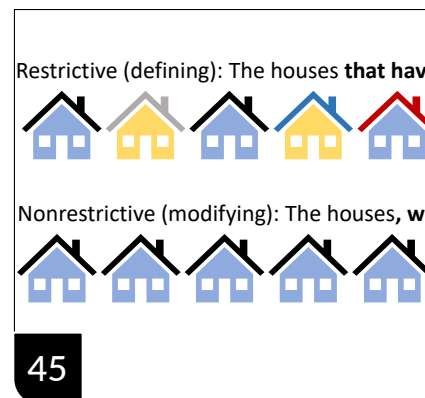 Restrictive (defining): The houses that hav
Nonrestrictive (modifying): The houses, w
45